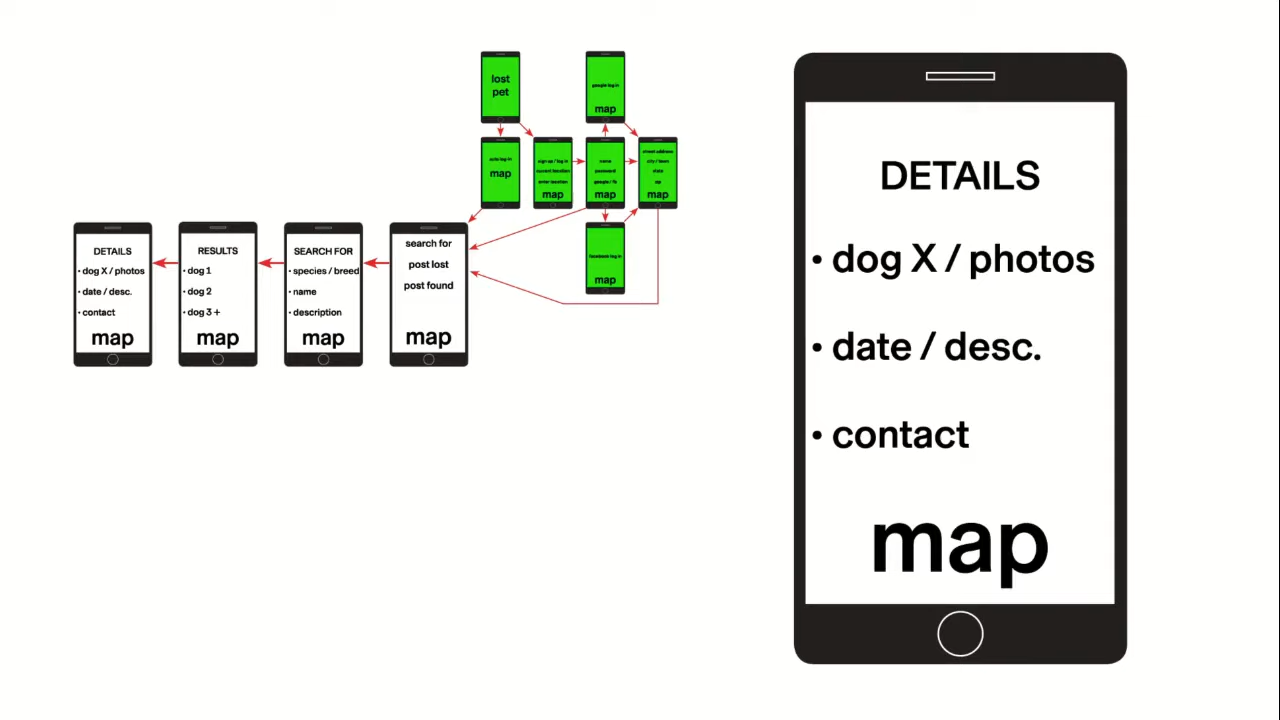 lost
pet
google log in
map
auto log-in
map
sign up / log in
current location
enter location
map
name
password
google / fb
map
street address
city / town
state
zip
map
facebook log in
map
DETAILS
• dog X / photos
• date / desc.
• contact
map
RESULTS
• dog 1
• dog 2
• dog 3 +
map
SEARCH FOR
• species / breed
• name
• description
map
search for
post lost
post found
map
DETAILS
• dog X / photos
• date / desc.
• contact
map